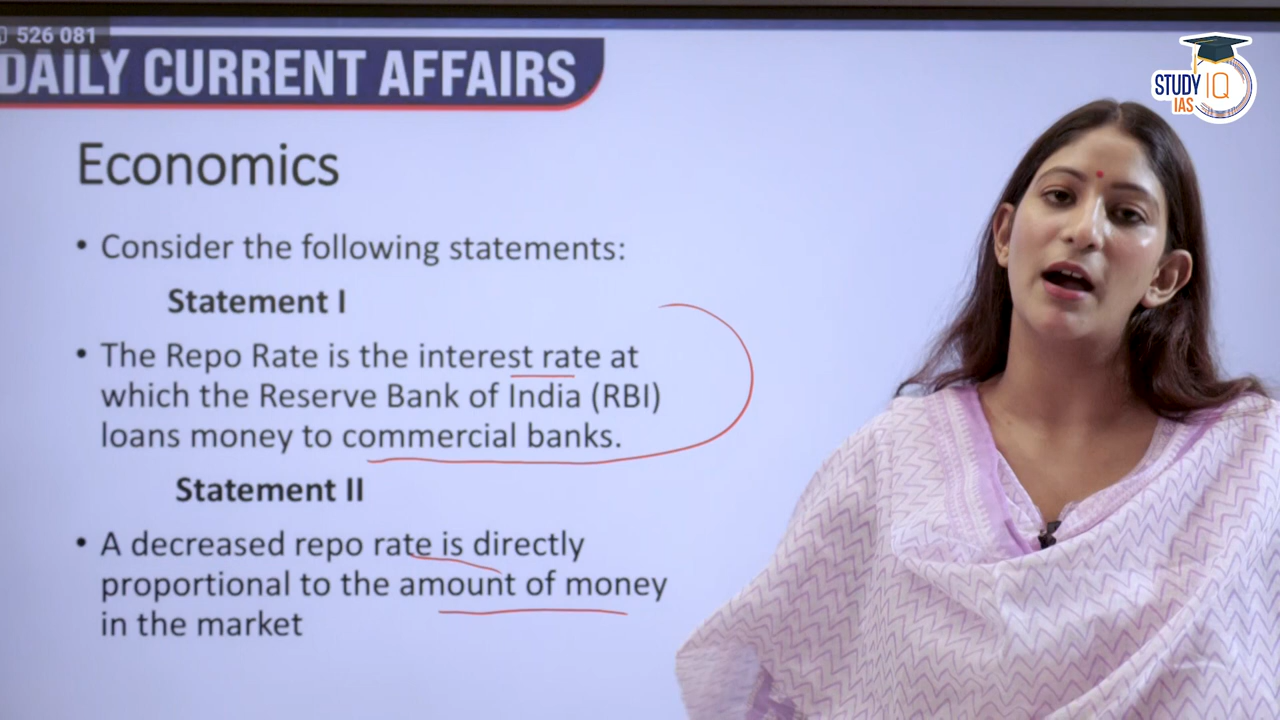 526 081
DAILY CURRENT AFFAIRS
STUDY IQ
IAS
Economics
• Consider the following statements:
Statement I
• The Repo Rate is the interest rate at
which the Reserve Bank of India (RBI)
loans money to commercial banks.
Statement II
• A decreased repo rate is directly
proportional to the amount of money
in the market